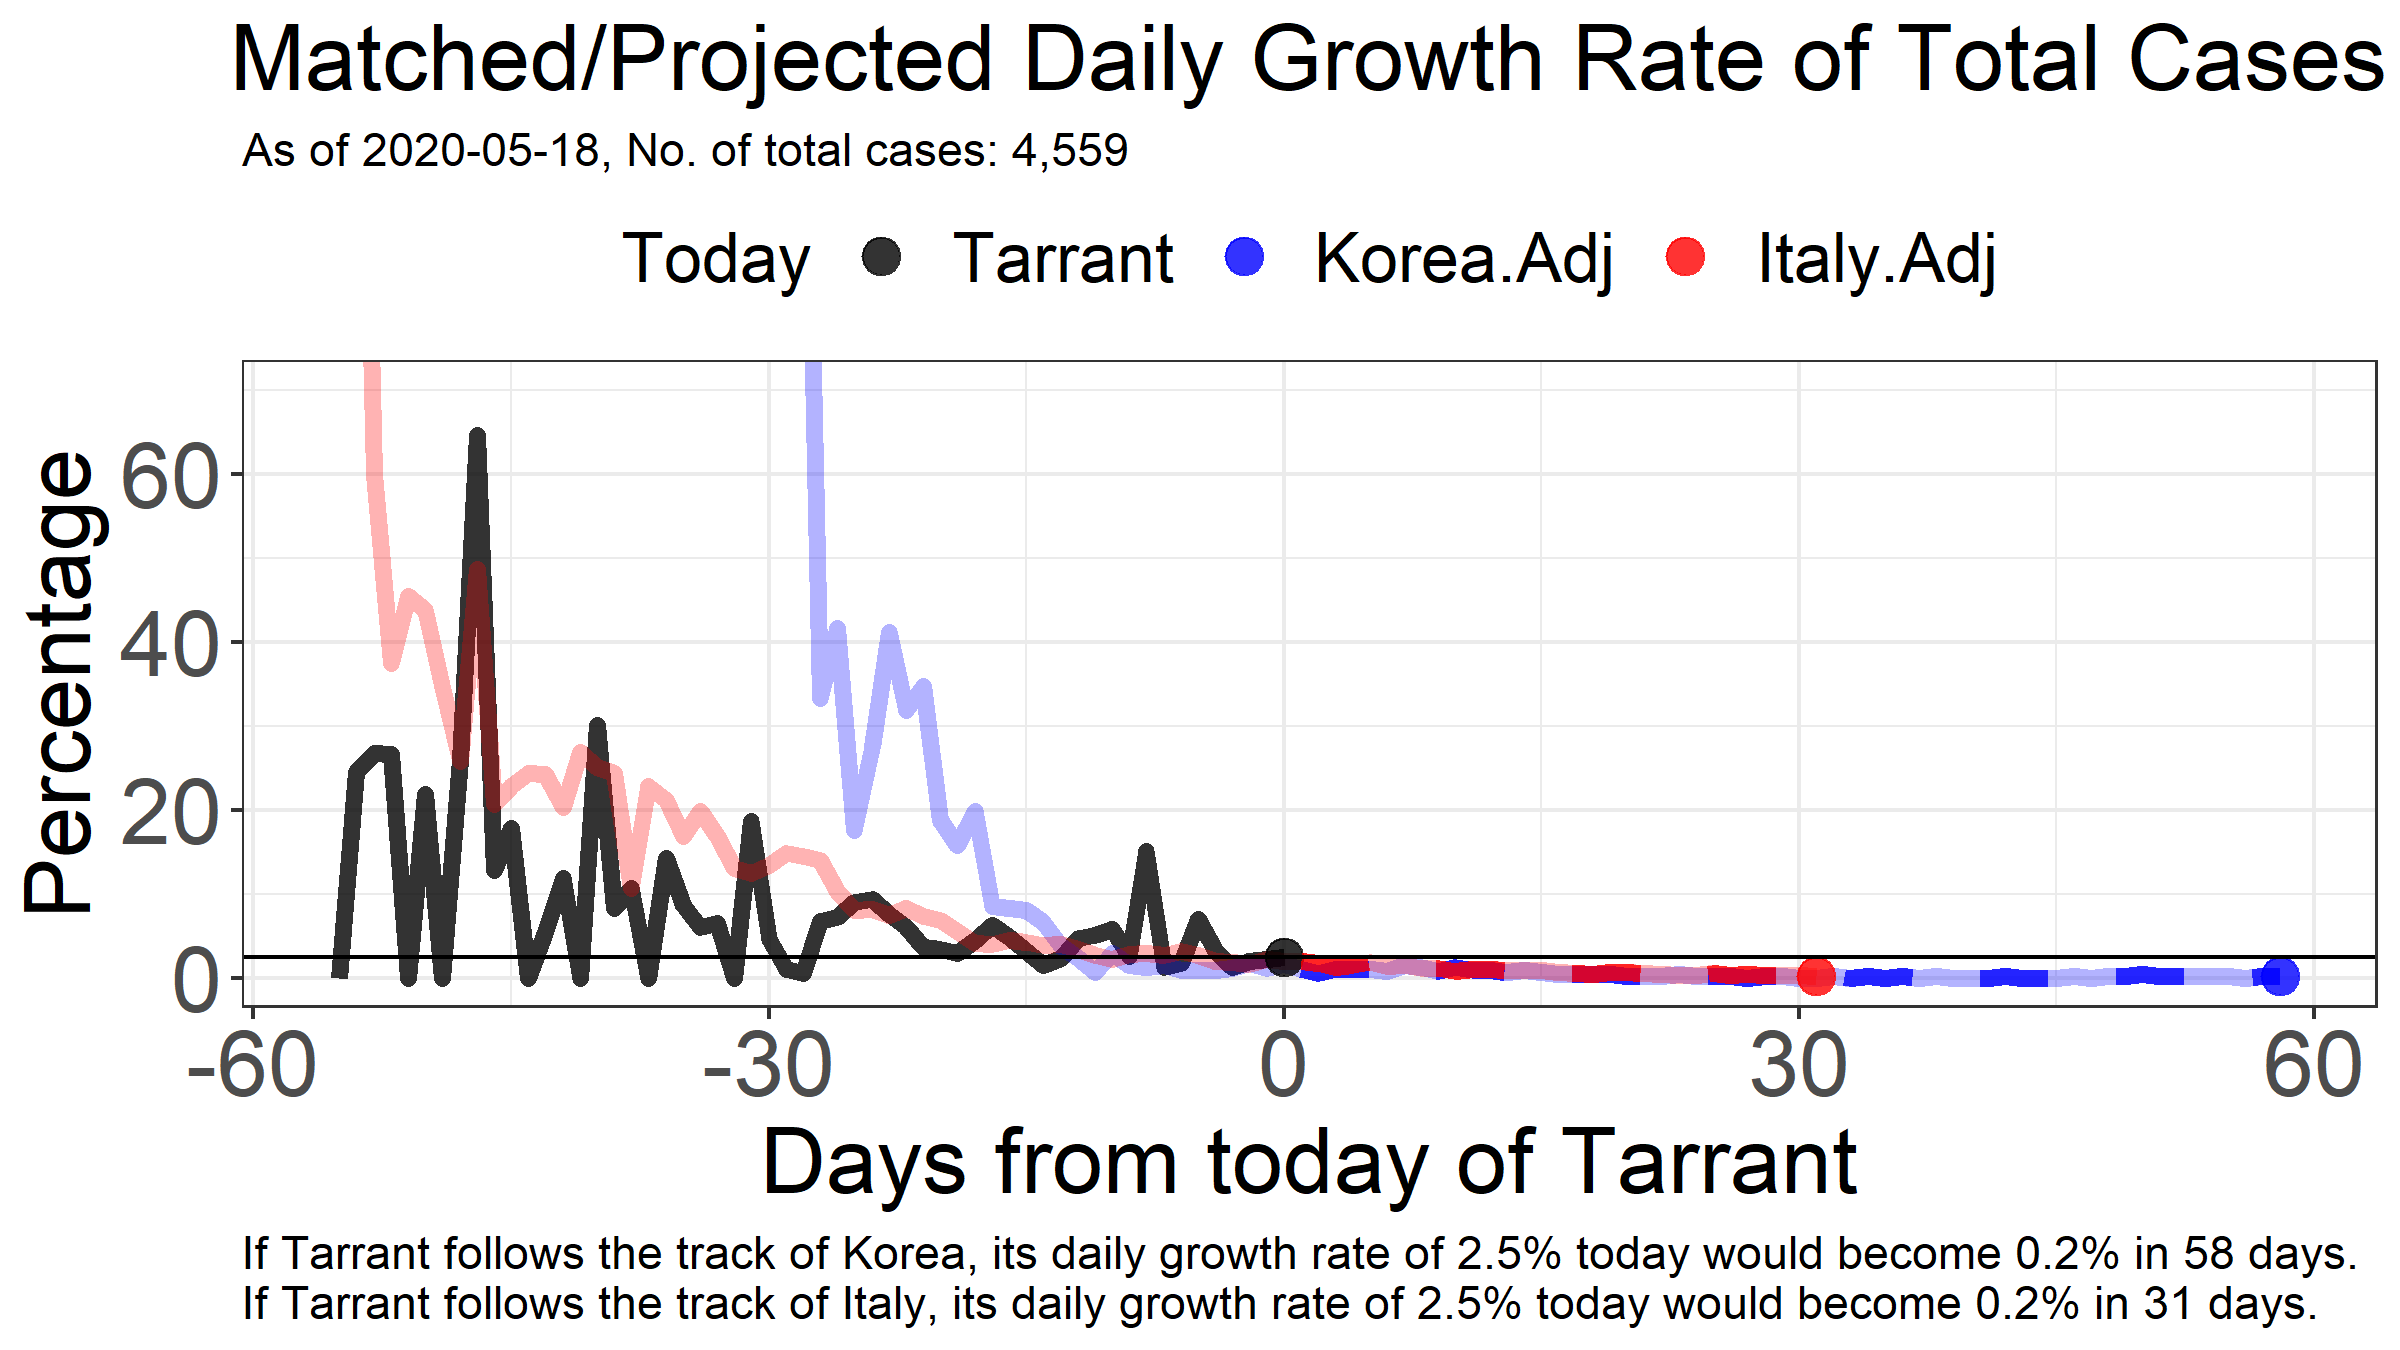 Matched/Projected Daily Growth Rate of Total Cases
As of 2020-05-18, No. of total cases: 4,559
Today Tarrant Korea.Adj Italy.Adj
Percentage
60
40
20
0
-60 -30 0 30 60
Days from today of Tarrant
If Tarrant follows the track of Korea, its daily growth rate of 2.5% today would become 0.2% in 58 days.
If Tarrant follows the track of Italy, its daily growth rate of 2.5% today would become 0.2% in 31 days.